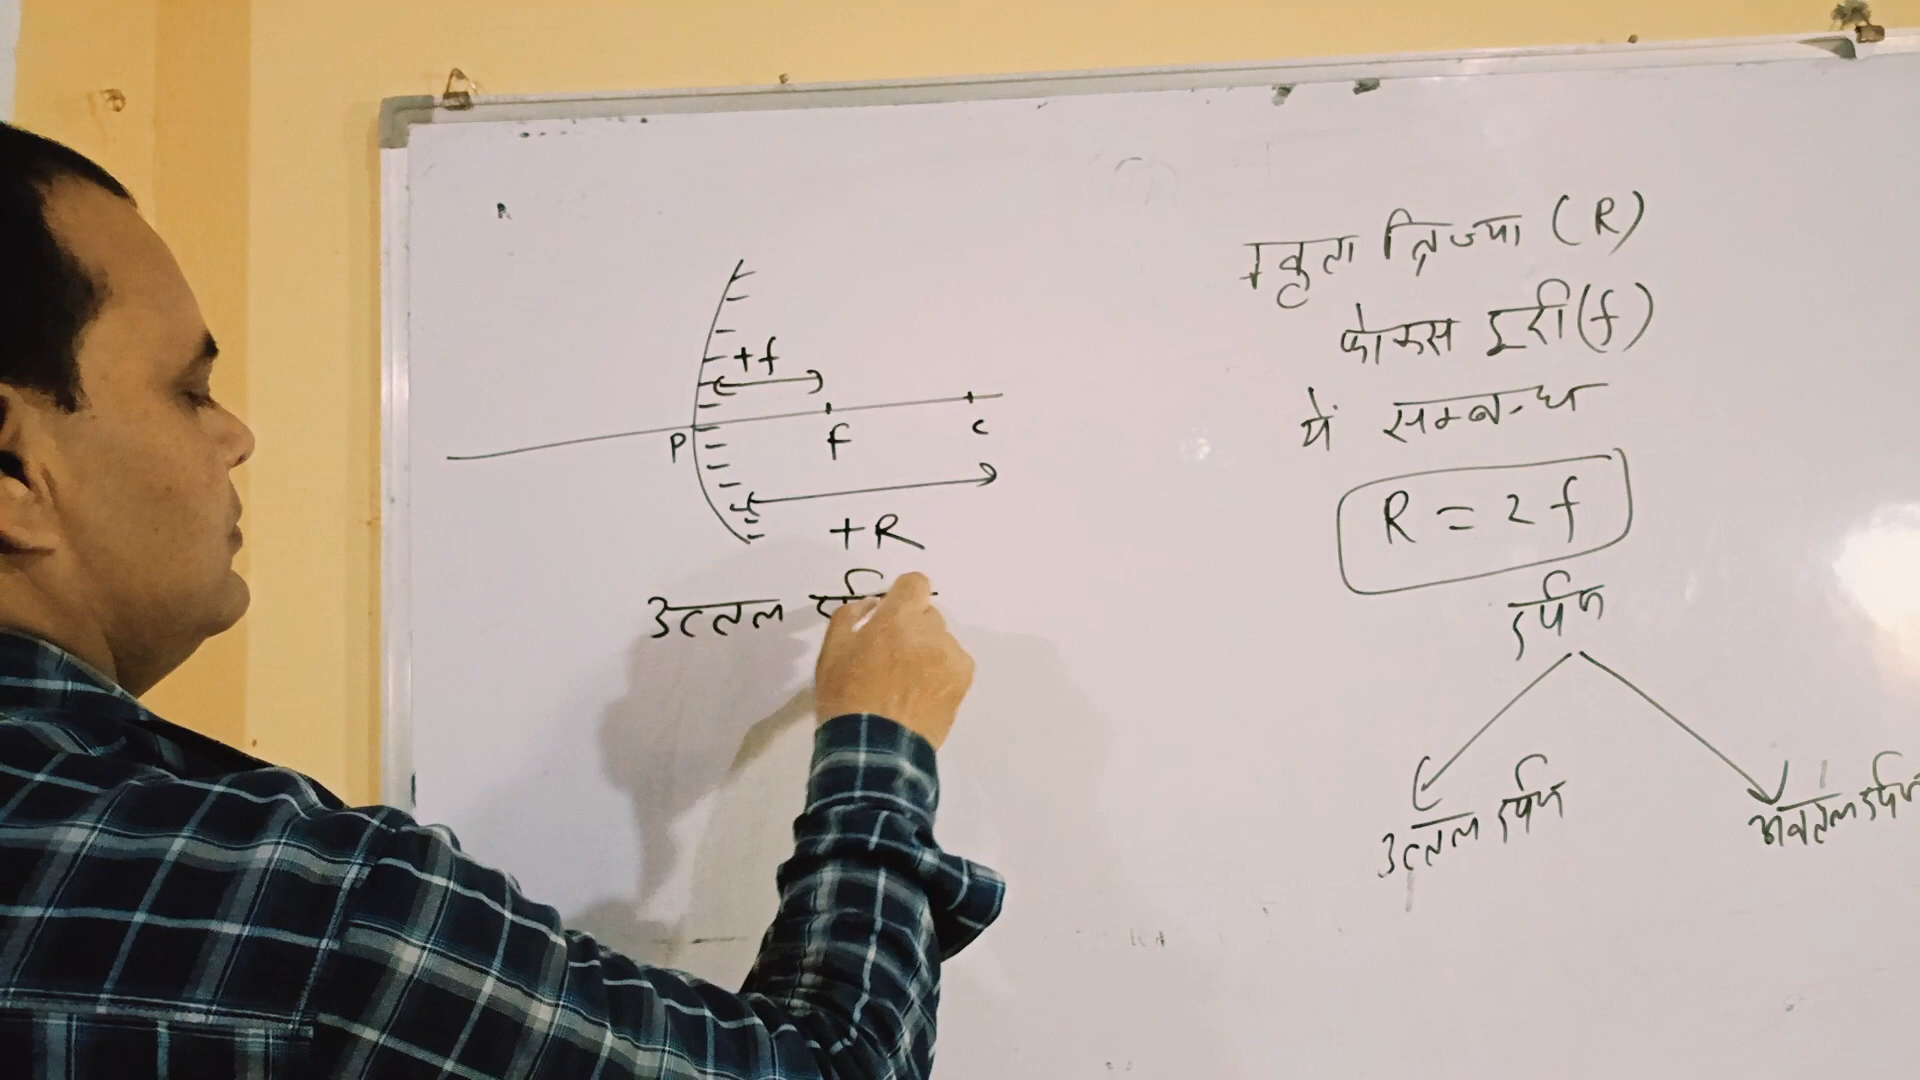 +f
P
F
C
+R
उत्तल
वक्रता त्रिज्या (R)
फोकस दूरी (f)
में सम्बन्ध
R = 2f
दर्पण
उत्तल दर्पण
अवतल दर्पण